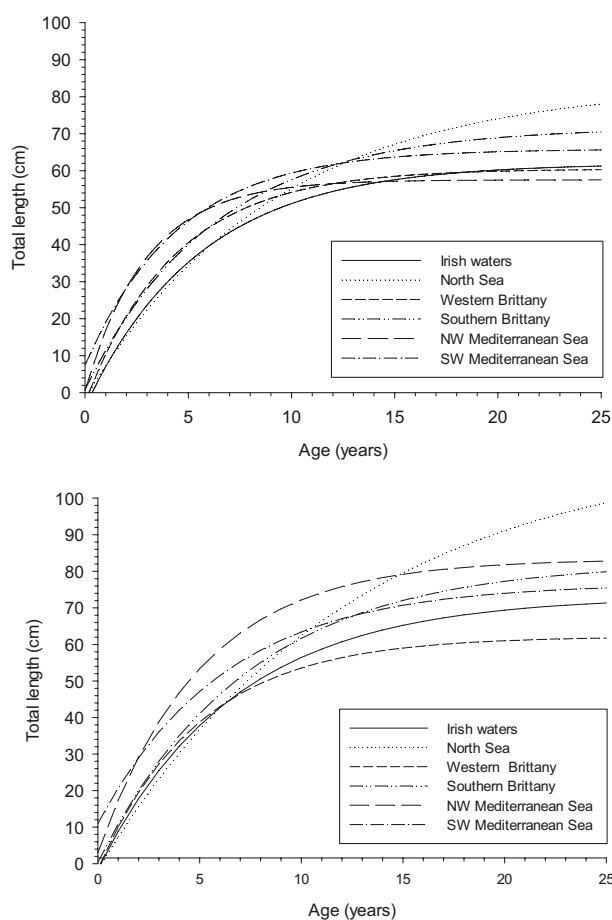 100
90
80
70
60
50
40
30
20
10
0
Total length (cm)
Irish waters
North Sea
Western Brittany
Southern Brittany
NW Mediterranean Sea
SW Mediterranean Sea
0 5 10 15 20 25
Age (years)
100
90
80
70
60
50
40
30
20
10
0
Total length (cm)
Irish waters
North Sea
Western Brittany
Southern Brittany
NW Mediterranean Sea
SW Mediterranean Sea
0 5 10 15 20 25
Age (years)